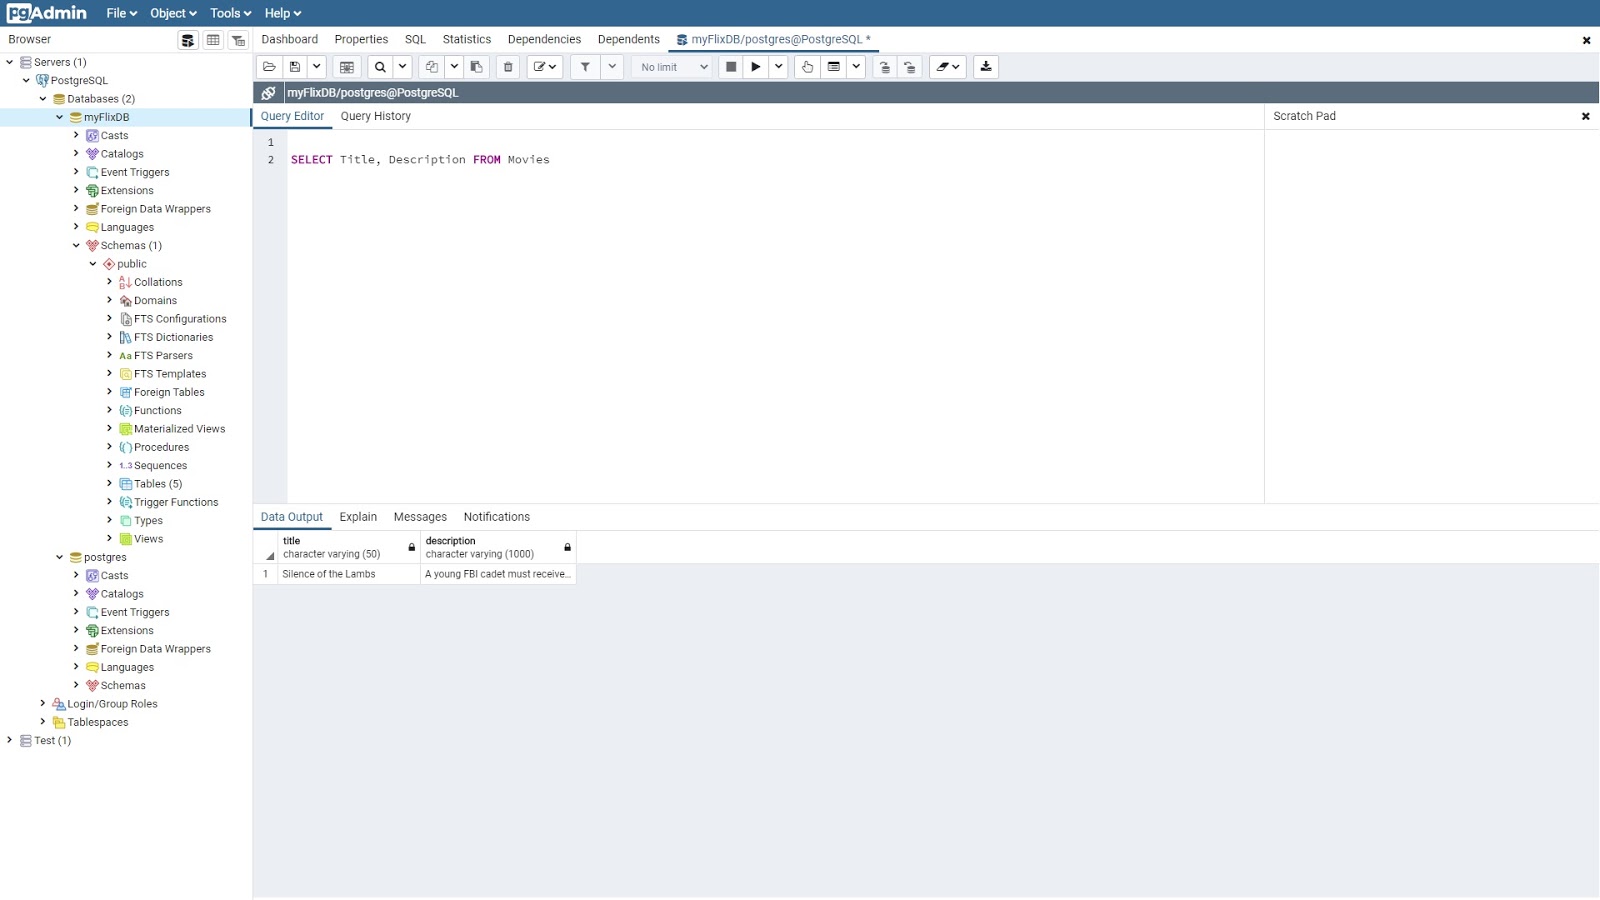 pgAdmin File Object Tools Help
Browser
Dashboard Properties SQL Statistics Dependencies Dependents myFlixDB/postgres@PostgreSQL *
Servers (1)
PostgreSQL
Databases (2)
myFlixDB
Casts
Catalogs
Event Triggers
Extensions
Foreign Data Wrappers
Languages
Schemas (1)
public
Collations
Domains
FTS Configurations
FTS Dictionaries
Aa FTS Parsers
FTS Templates
Foreign Tables
Functions
Materialized Views
Procedures
1..3 Sequences
Tables (5)
Trigger Functions
Types
Views
postgres
Casts
Catalogs
Event Triggers
Extensions
Foreign Data Wrappers
Languages
Schemas
Login/Group Roles
Tablespaces
Test (1)
No limit
myFlixDB/postgres@PostgreSQL
Query Editor Query History
Scratch Pad
1
2 SELECT Title, Description FROM Movies
Data Output Explain Messages Notifications
title description
character varying (50) character varying (1000)
1 Silence of the Lambs A young FBI cadet must receive...